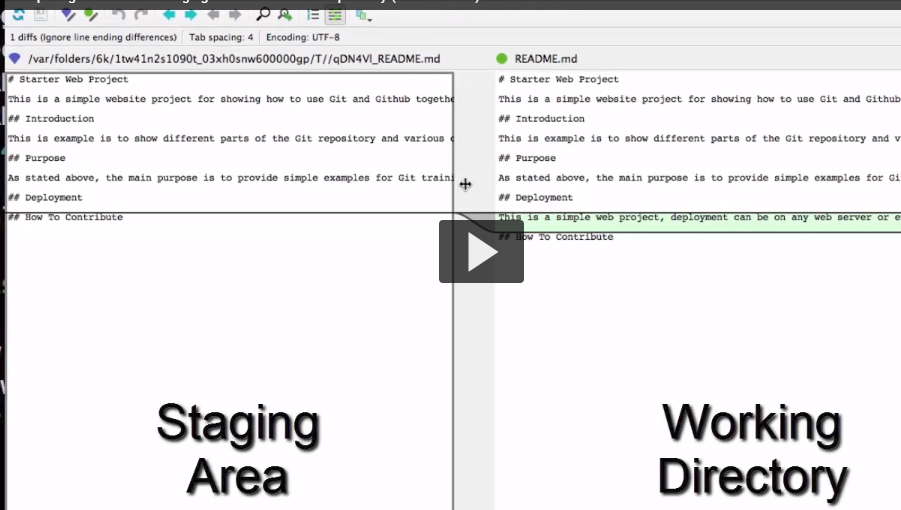 1 diffs (Ignore line ending differences) Tab spacing: 4 Encoding: UTF-8
/var/folders/6k/1tw41n2s1090t_03xh0snw600000gp/T//qDN4Vl_README.md
# Starter Web Project
This is a simple website project for showing how to use Git and Github togethe
## Introduction
This is example is to show different parts of the Git repository and various
## Purpose
As stated above, the main purpose is to provide simple examples for Git traini
## Deployment
## How To Contribute
README.md
# Starter Web Project
This is a simple website project for showing how to use Git and Github
## Introduction
This is example is to show different parts of the Git repository and v
## Purpose
As stated above, the main purpose is to provide simple examples for Gi
## Deployment
This is a simple web project, deployment can be on any web server or e
## How To Contribute
Staging
Area
Working
Directory